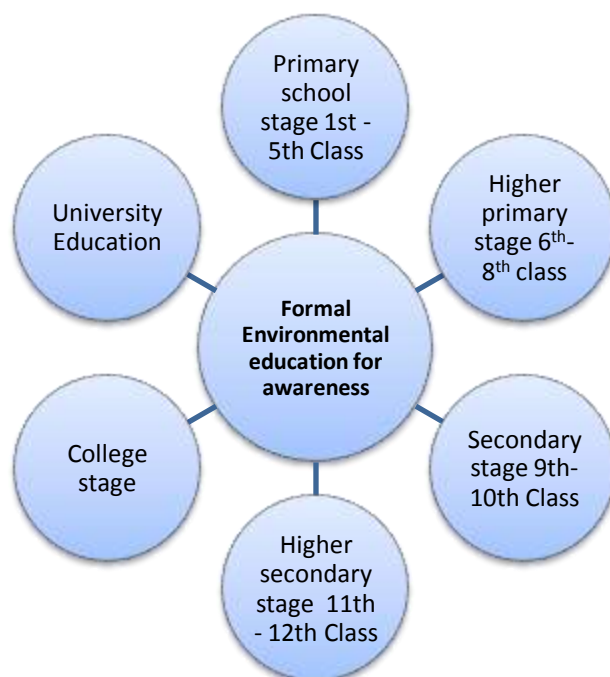 Primary
school
stage 1st -
5th Class
Higher
primary
stage 6th-
8th class
Secondary
stage 9th-
10th Class
Higher
secondary
stage 11th
- 12th Class
College
stage
University
Education
Formal
Environmental
education for
awareness